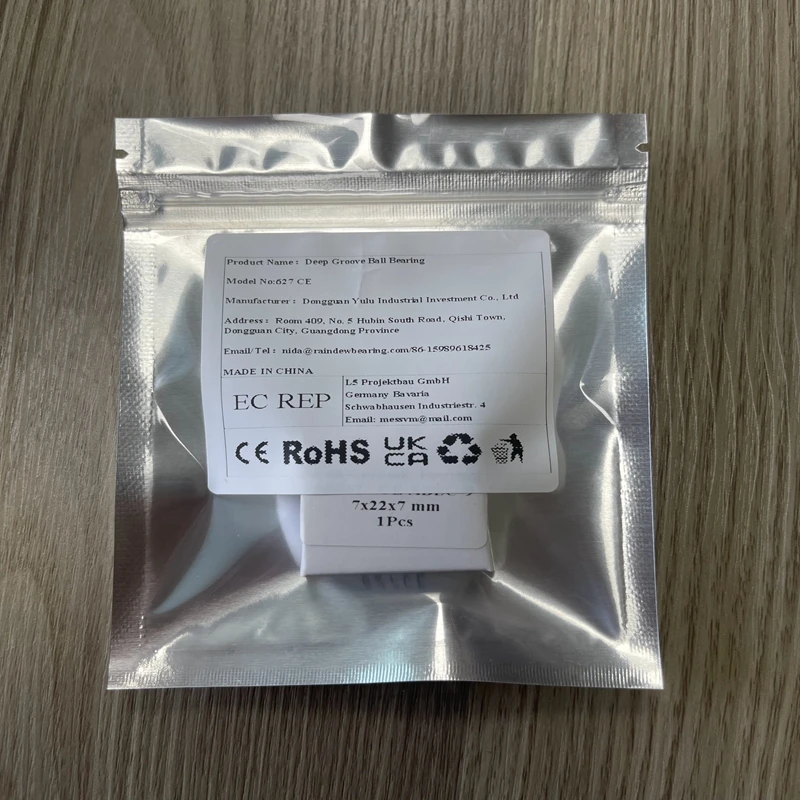 Product Name: Deep Groove Ball Bearing
Model No:627 CE
Manufacturer: Dongguan Yulu Industrial Investment Co., Ltd
Address: Room 409, No. 5 Hubin South Road, Qishi Town,
Dongguan City, Guangdong Province
Email/Tel: nida@raindewbearing.com/86-15989618425
MADE IN CHINA
EC REP
L5 Projektbau GmbH
Germany Bavaria
Schwabhausen Industriestr. 4
Email: messvm@mail.com
CE RoHS UK
CA
7x22x7 mm
1Pcs